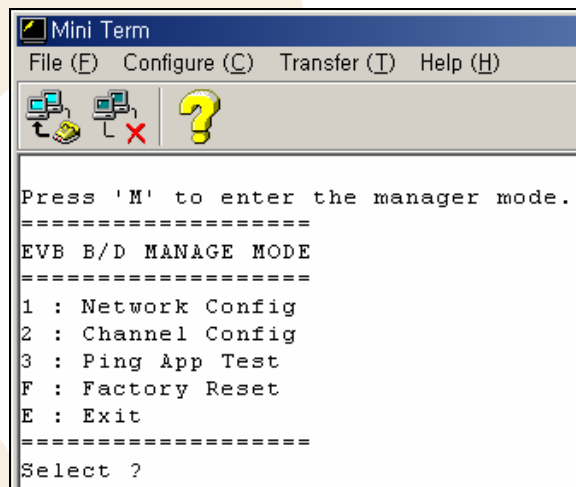 Mini Term
File (F) Configure (C) Transfer (T) Help (H)
Press 'M' to enter the manager mode.
====================
EVB B/D MANAGE MODE
====================
1 : Network Config
2 : Channel Config
3 : Ping App Test
F : Factory Reset
E : Exit
====================
Select ?